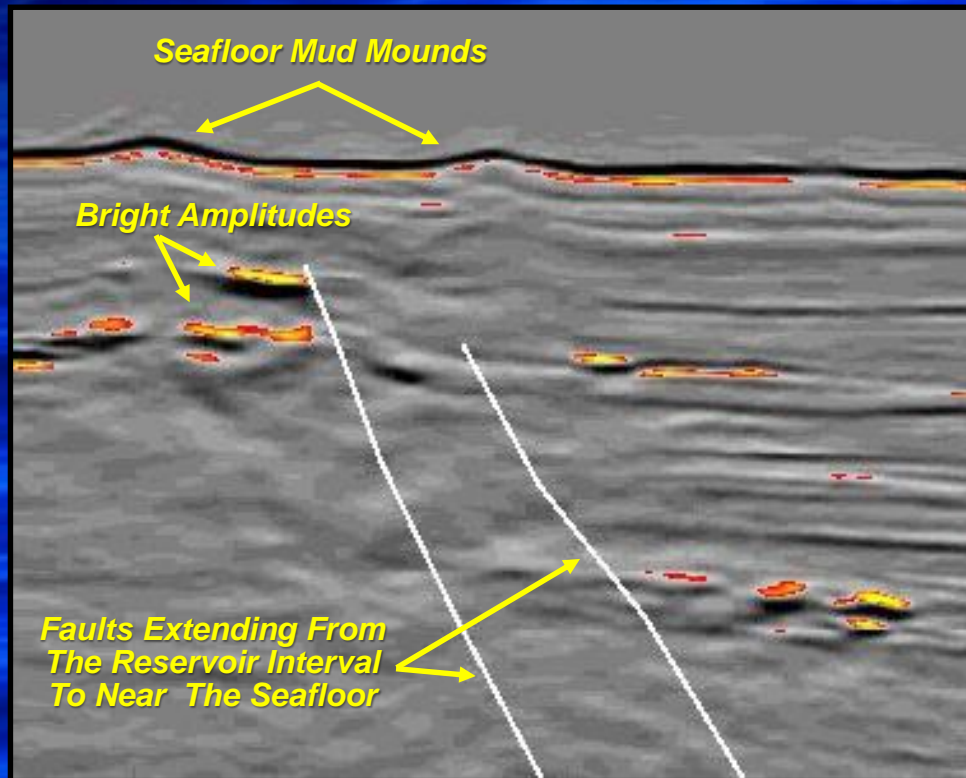 Seafloor Mud Mounds
Bright Amplitudes
Faults Extending From
The Reservoir Interval
To Near The Seafloor